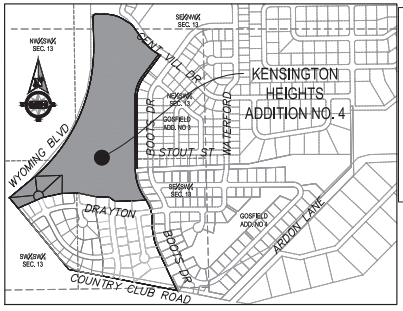 SE¼NW¼
SEC. 13
NW¼SW¼
SEC. 13
CENT VILL DR
KENSINGTON
HEIGHTS
ADDITION NO. 4
NE¼SW¼
SEC. 13
GOSFIELD
ADD. NO 3
BOOTS DR
WATERFORD
WYOMING BLVD
STOUT ST
SE¼SW¼
SEC. 13
DRAYTON
GOSFIELD
ADD. NO 4
ARDON LANE
BOOTS DR
SW¼SW¼
SEC. 13
COUNTRY CLUB ROAD